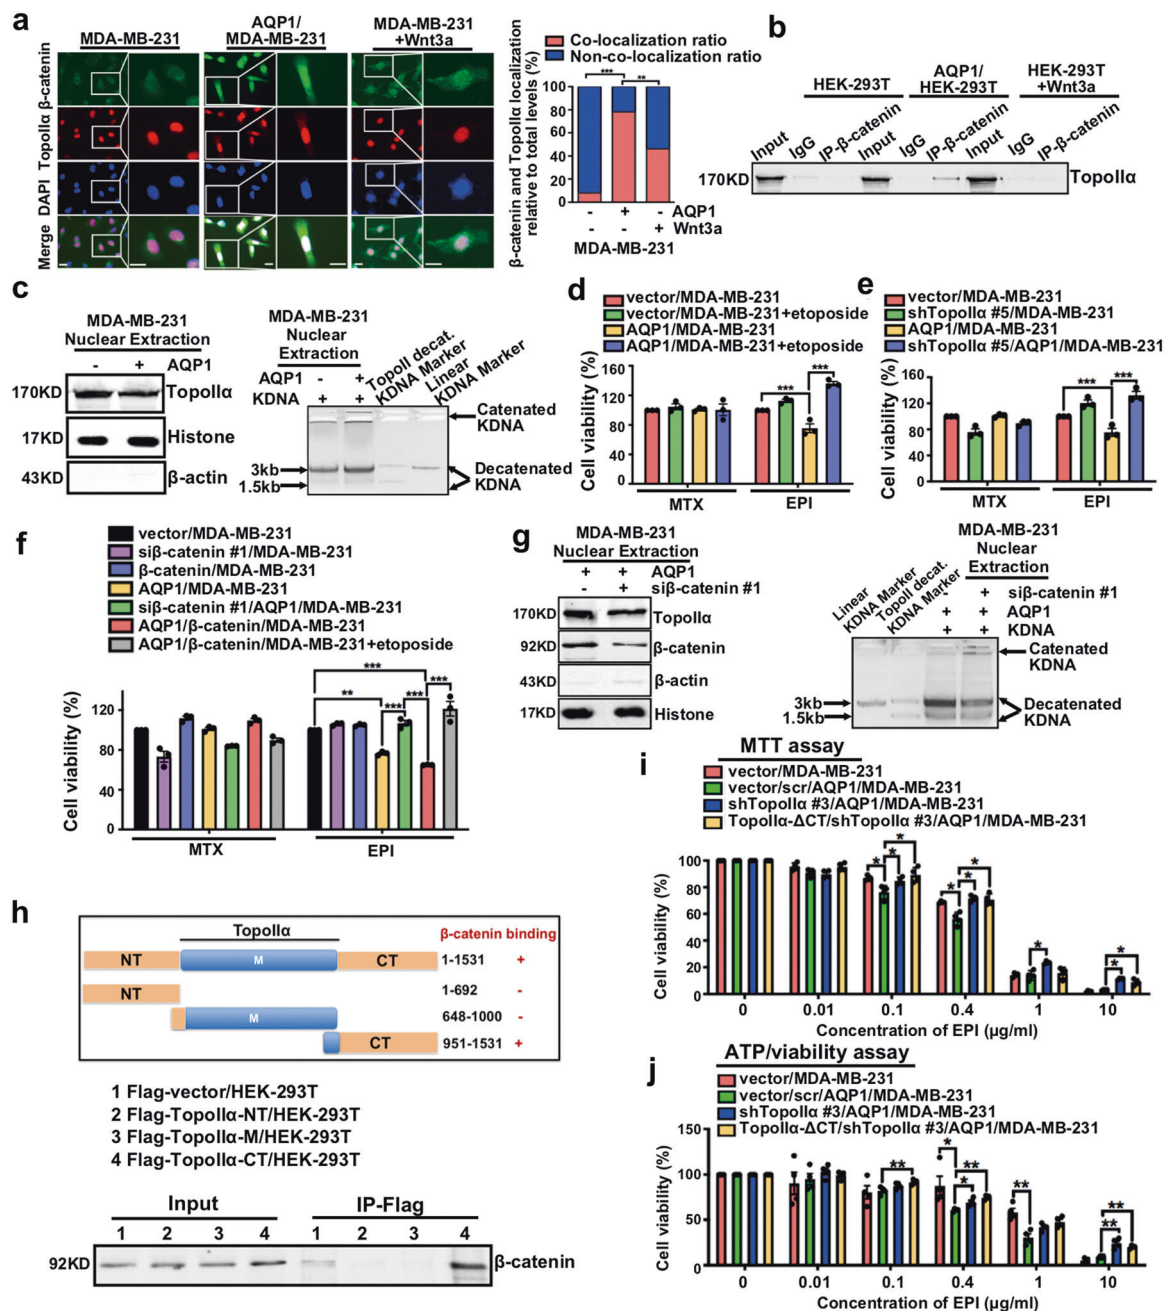 a
MDA-MB-231
AQP1/
MDA-MB-231
MDA-MB-231
+Wnt3a
β-catenin
TopoIIα
DAPI
Merge
Co-localization ratio
Non-co-localization ratio
β-catenin and TopoIIα localization
relative to total levels (%)
100
80
60
40
20
0
*** **
- + - AQP1
- - + Wnt3a
MDA-MB-231
b
HEK-293T
AQP1/
HEK-293T
HEK-293T
+Wnt3a
Input IgG IP-β-catenin Input IgG IP-β-catenin Input IgG IP-β-catenin
170KD TopoIIα
c
MDA-MB-231
Nuclear Extraction
- + AQP1
170KD TopoIIα
17KD Histone
43KD β-actin
MDA-MB-231
Nuclear
Extraction
AQP1 - +
KDNA + +
TopoII decat.
KDNA Marker
Linear
KDNA Marker
Catenated
KDNA
3kb
1.5kb
Decatenated
KDNA
d
vector/MDA-MB-231
vector/MDA-MB-231+etoposide
AQP1/MDA-MB-231
AQP1/MDA-MB-231+etoposide
Cell viability (%)
160
120
80
40
0
*** ***
MTX EPI
e
vector/MDA-MB-231
shTopoIIα #5/MDA-MB-231
AQP1/MDA-MB-231
shTopoIIα #5/AQP1/MDA-MB-231
Cell viability (%)
160
120
80
40
0
*** ***
MTX EPI
f
vector/MDA-MB-231
siβ-catenin #1/MDA-MB-231
β-catenin/MDA-MB-231
AQP1/MDA-MB-231
siβ-catenin #1/AQP1/MDA-MB-231
AQP1/β-catenin/MDA-MB-231
AQP1/β-catenin/MDA-MB-231+etoposide
Cell viability (%)
120
80
40
0
***
** *** *** ***
MTX EPI
g
MDA-MB-231
Nuclear Extraction
+ + AQP1
- + siβ-catenin #1
170KD TopoIIα
92KD β-catenin
43KD β-actin
17KD Histone
MDA-MB-231
Nuclear
Extraction
Linear
KDNA Marker
TopoII decat.
KDNA Marker
+ siβ-catenin #1
+ + AQP1
+ + KDNA
Catenated
KDNA
3kb
1.5kb
Decatenated
KDNA
h
TopoIIα β-catenin binding
NT M CT 1-1531 +
NT 1-692 -
M 648-1000 -
CT 951-1531 +
1 Flag-vector/HEK-293T
2 Flag-TopoIIα-NT/HEK-293T
3 Flag-TopoIIα-M/HEK-293T
4 Flag-TopoIIα-CT/HEK-293T
Input IP-Flag
1 2 3 4 1 2 3 4
92KD β-catenin
i
MTT assay
vector/MDA-MB-231
vector/scr/AQP1/MDA-MB-231
shTopoIIα #3/AQP1/MDA-MB-231
TopoIIα-ΔCT/shTopoIIα #3/AQP1/MDA-MB-231
Cell viability (%)
100
80
60
40
20
0
* * * * * * * * *
0 0.01 0.1 0.4 1 10
Concentration of EPI (µg/ml)
j
ATP/viability assay
vector/MDA-MB-231
vector/scr/AQP1/MDA-MB-231
shTopoIIα #3/AQP1/MDA-MB-231
TopoIIα-ΔCT/shTopoIIα #3/AQP1/MDA-MB-231
Cell viability (%)
150
100
50
0
** * ** * ** ** **
0 0.01 0.1 0.4 1 10
Concentration of EPI (µg/ml)